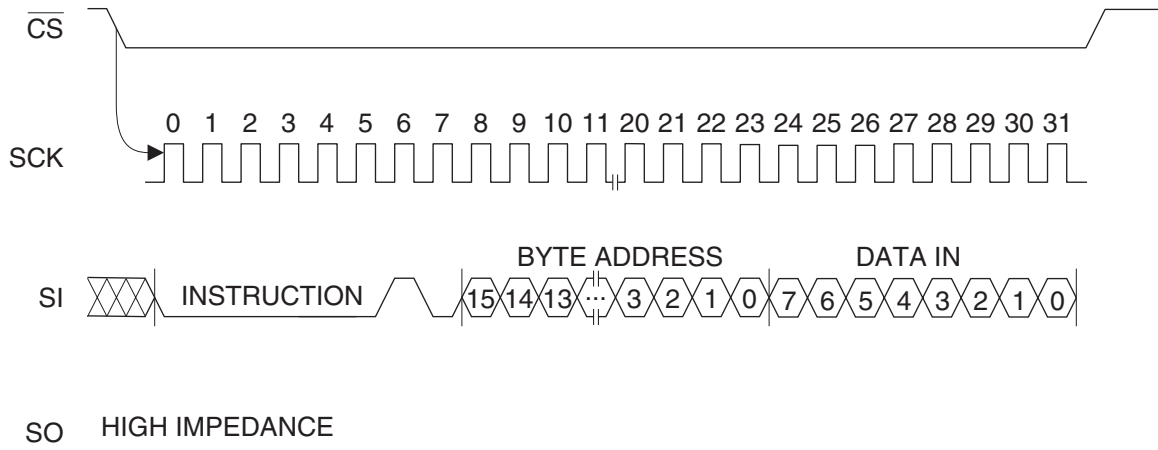 CS
0 1 2 3 4 5 6 7 8 9 10 11 20 21 22 23 24 25 26 27 28 29 30 31
SCK
BYTE ADDRESS DATA IN
SI INSTRUCTION 15 14 13 ... 3 2 1 0 7 6 5 4 3 2 1 0
SO HIGH IMPEDANCE